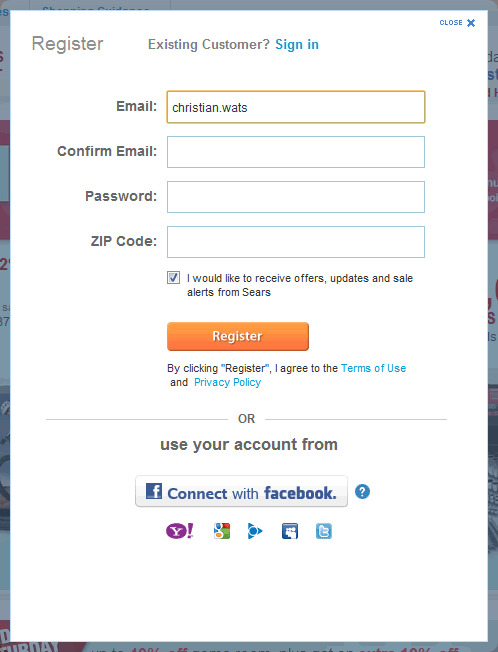 Shopping Guidance
CLOSE
Register
Existing Customer? Sign in
Email:
christian.wats
Confirm Email:
Password:
ZIP Code:
I would like to receive offers, updates and sale
alerts from Sears
Register
By clicking "Register", I agree to the Terms of Use
and Privacy Policy
OR
use your account from
f Connect with facebook. ?
Y!